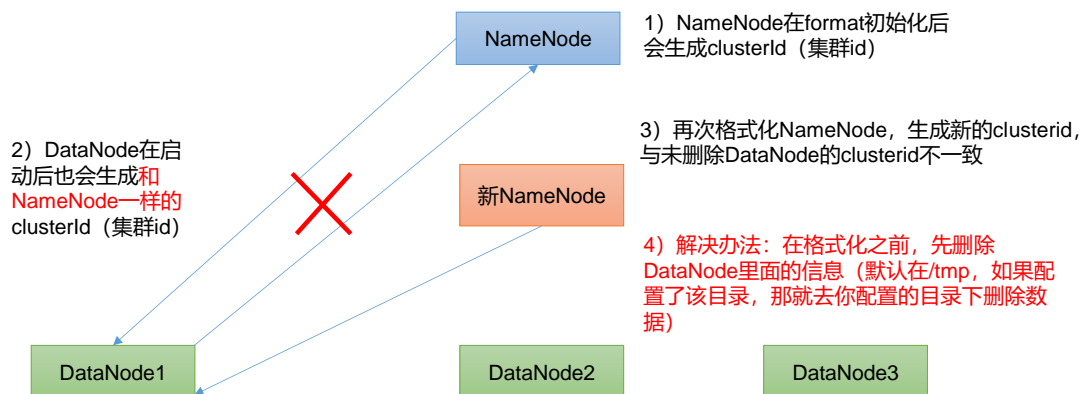 NameNode
1）NameNode在format初始化后
会生成clusterId（集群id）
2）DataNode在启
动后也会生成和
NameNode一样的
clusterId（集群id）
3）再次格式化NameNode，生成新的clusterid，
与未删除DataNode的clusterid不一致
新NameNode
4）解决办法：在格式化之前，先删除
DataNode里面的信息（默认在/tmp，如果配
置了该目录，那就去你配置的目录下删除数
据）
DataNode1
DataNode2
DataNode3